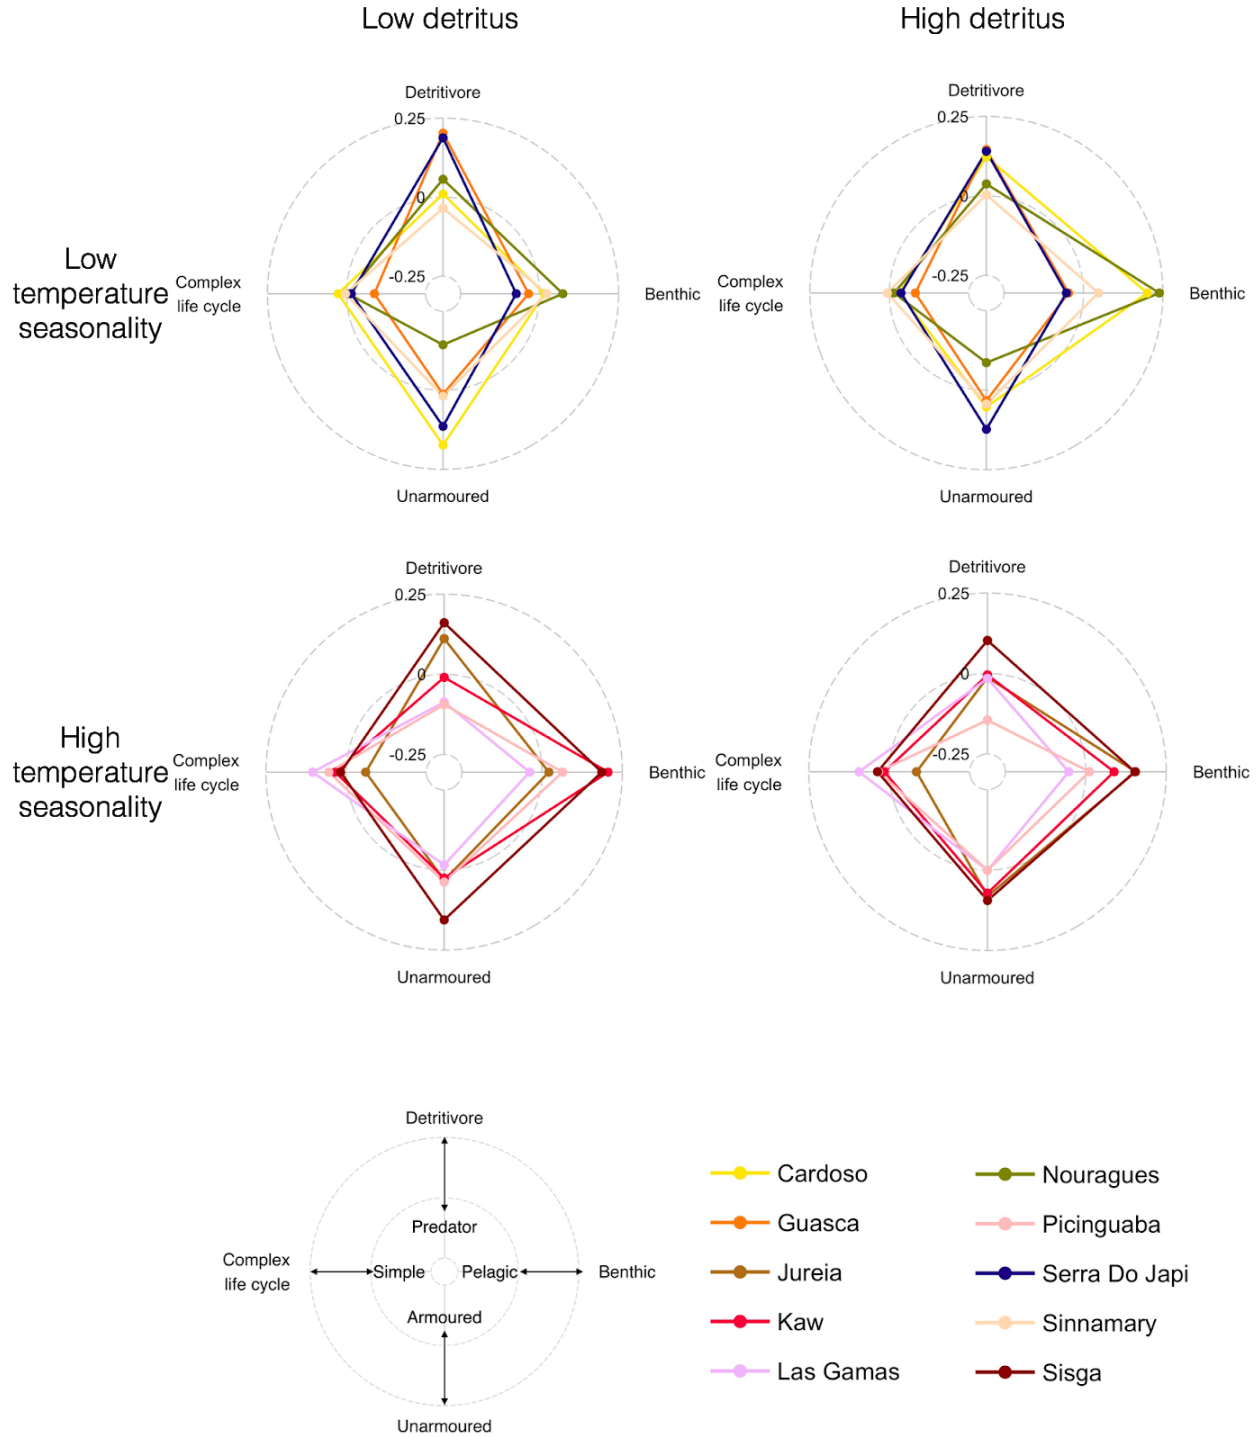 Low detritus
High detritus
Detritivore
0.25
0
-0.25
Complex
life cycle
Benthic
Unarmoured
Detritivore
0.25
0
-0.25
Complex
life cycle
Benthic
Unarmoured
Low
temperature
seasonality
Detritivore
0.25
0
-0.25
Complex
life cycle
Benthic
Unarmoured
Detritivore
0.25
0
-0.25
Complex
life cycle
Benthic
Unarmoured
High
temperature
seasonality
Detritivore
Predator
Complex
life cycle
Simple
Pelagic
Benthic
Armoured
Unarmoured
Cardoso
Guasca
Jureia
Kaw
Las Gamas
Nouragues
Picinguaba
Serra Do Japi
Sinnamary
Sisga